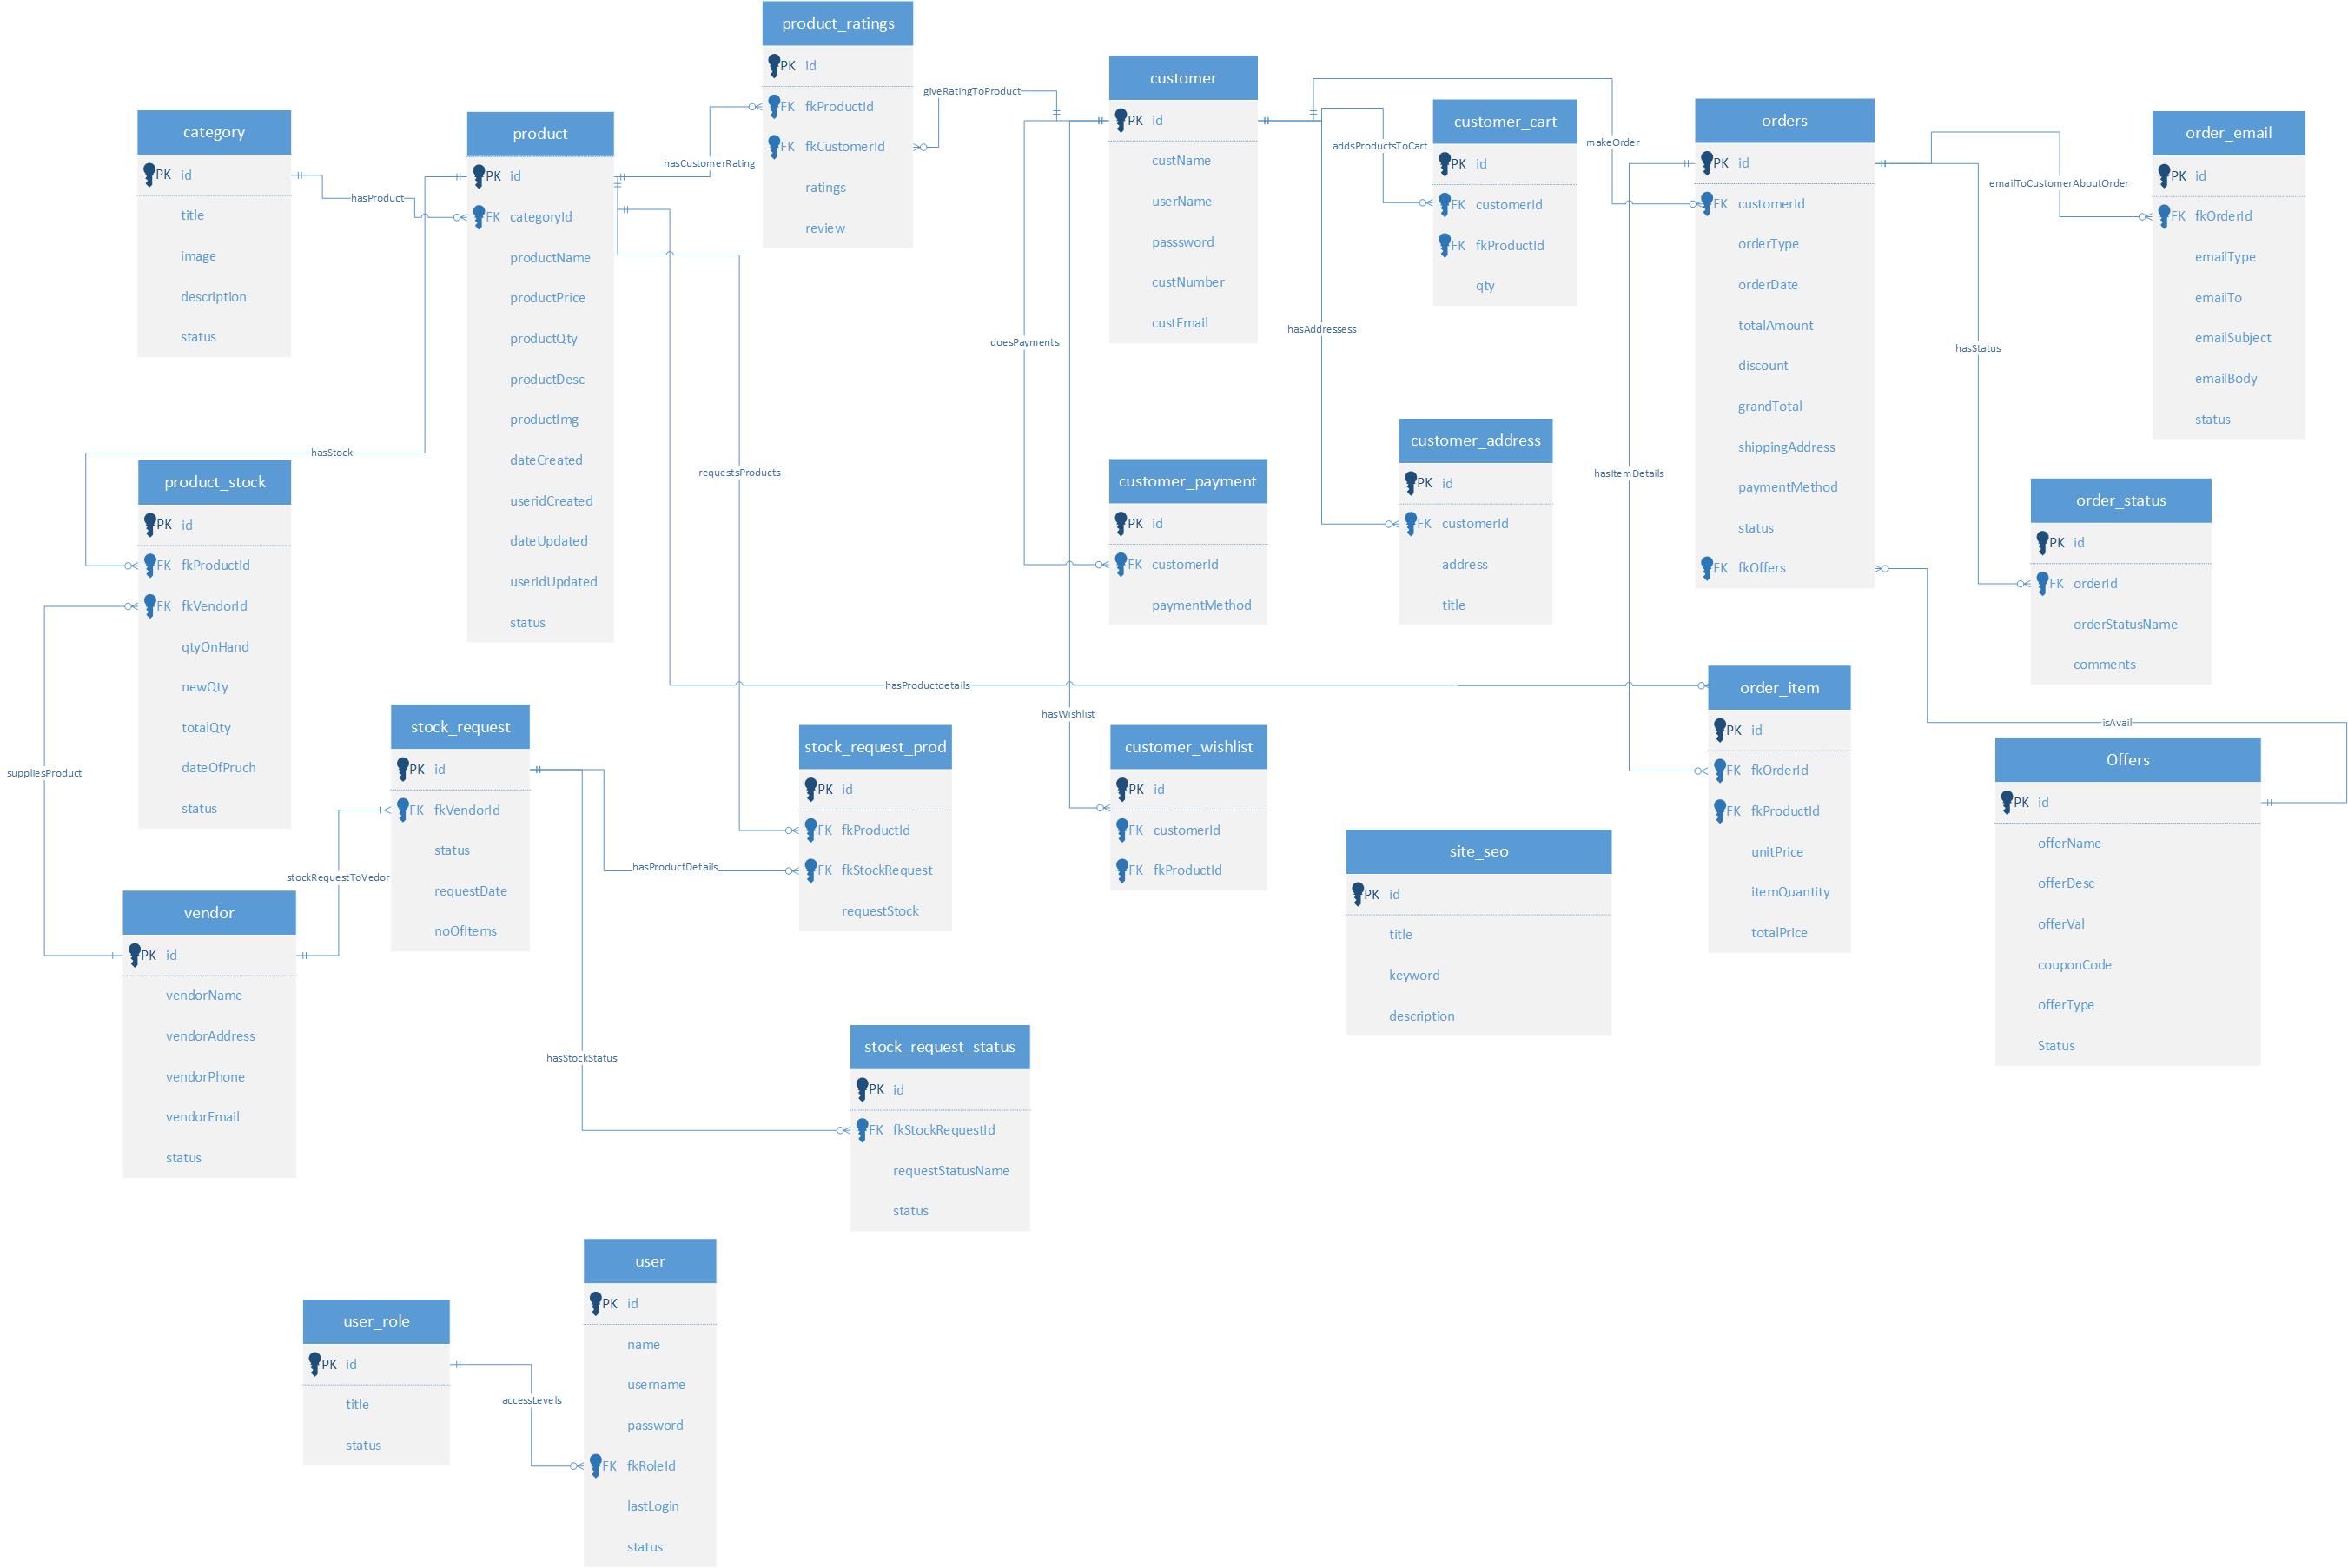 product_ratings
PK id
FK fkProductId
FK fkCustomerId
ratings
review
giveRatingToProduct
hasCustomerRating
customer
PK id
custName
userName
passsword
custNumber
custEmail
category
PK id
title
image
description
status
hasProduct
product
PK id
FK categoryId
productName
productPrice
productQty
productDesc
productImg
dateCreated
useridCreated
dateUpdated
useridUpdated
status
customer_cart
PK id
FK customerId
FK fkProductId
qty
addsProductsToCart
makeOrder
orders
PK id
FK customerId
orderType
orderDate
totalAmount
discount
grandTotal
shippingAddress
paymentMethod
status
FK fkOffers
order_email
PK id
FK fkOrderId
emailType
emailTo
emailSubject
emailBody
status
emailToCustomerAboutOrder
hasStatus
doesPayments
hasAddressess
hasStock
requestsProducts
hasItemDetails
product_stock
PK id
FK fkProductId
FK fkVendorId
qtyOnHand
newQty
totalQty
dateOfPruch
status
customer_payment
PK id
FK customerId
paymentMethod
customer_address
PK id
FK customerId
address
title
order_status
PK id
FK orderId
orderStatusName
comments
hasProductdetails
hasWishlist
isAvail
suppliesProduct
stock_request
PK id
FK fkVendorId
status
requestDate
noOfItems
stockRequestToVedor
hasProductDetails
stock_request_prod
PK id
FK fkProductId
FK fkStockRequest
requestStock
customer_wishlist
PK id
FK customerId
FK fkProductId
order_item
PK id
FK fkOrderId
FK fkProductId
unitPrice
itemQuantity
totalPrice
Offers
PK id
offerName
offerDesc
offerVal
couponCode
offerType
Status
site_seo
PK id
title
keyword
description
vendor
PK id
vendorName
vendorAddress
vendorPhone
vendorEmail
status
hasStockStatus
stock_request_status
PK id
FK fkStockRequestId
requestStatusName
status
user
PK id
name
username
password
FK fkRoleId
lastLogin
status
user_role
PK id
title
status
accessLevels